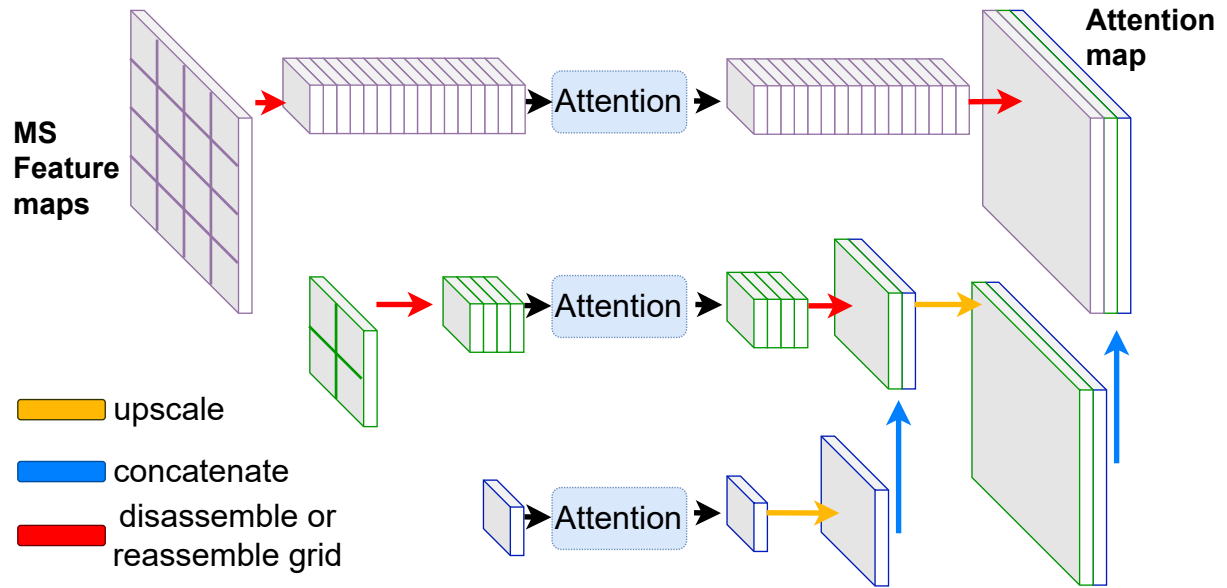 MS
Feature
maps
Attention
Attention
map
Attention
Attention
upscale
concatenate
disassemble or
reassemble grid